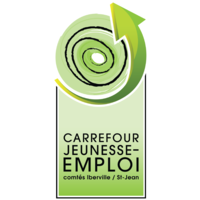 CARREFOUR
JEUNESSE-
EMPLOI
comtés Iberville / St-Jean